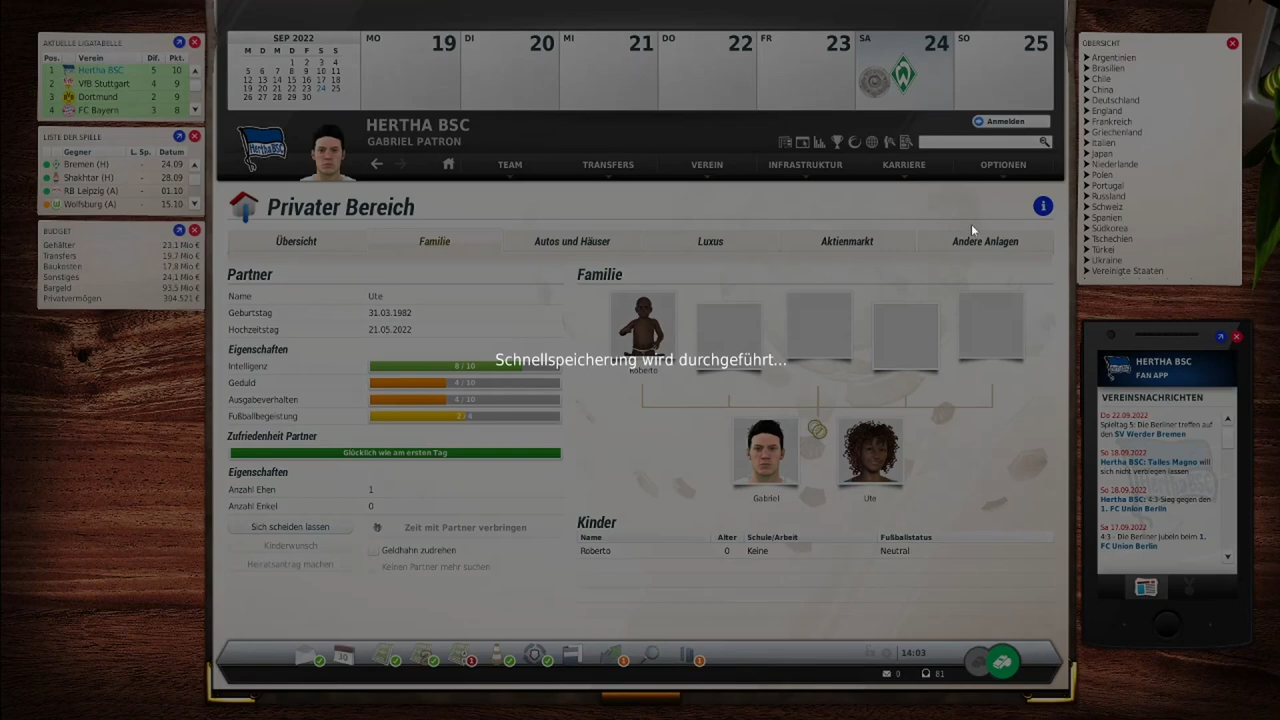 AKTUELLE LIGATABELLE
Pos. Verein Dif. Pkt.
1 Hertha BSC 5 10
2 VfB Stuttgart 4 9
3 Dortmund 2 9
4 FC Bayern 3 8
LISTE DER SPIELE
Gegner L. Sp. Datum
Bremen (H) - 24.09
Shakhtar (H) - 28.09
RB Leipzig (A) - 01.10
Wolfsburg (A) - 15.10
BUDGET
Gehälter 23.1 Mio €
Transfers 19.7 Mio €
Baukosten 17.8 Mio €
Sonstiges 24.1 Mio €
Bargeld 93.5 Mio €
Privatvermögen 304.521 €
SEP 2022
M D M D F S S
1 2 3 4
5 6 7 8 9 10 11
12 13 14 15 16 17 18
19 20 21 22 23 24 25
26 27 28 29 30
MO 19 DI 20 MI 21 DO 22 FR 23 SA 24 SO 25
HERTHA BSC
GABRIEL PATRON
Anmelden
TEAM TRANSFERS VEREIN INFRASTRUKTUR KARRIERE OPTIONEN
Privater Bereich
Übersicht Familie Autos und Häuser Luxus Aktienmarkt Andere Anlagen
Partner
Name Ute
Geburtstag 31.03.1982
Hochzeitstag 21.05.2022
Eigenschaften
Intelligenz 8 / 10
Geduld 4 / 10
Ausgabeverhalten 4 / 10
Fußballbegeistung 2 / 4
Zufriedenheit Partner
Glücklich wie am ersten Tag
Eigenschaften
Anzahl Ehen 1
Anzahl Enkel 0
Sich scheiden lassen
Zeit mit Partner verbringen
Kinderwunsch
Geldhahn zudrehen
Heiratsantrag machen
Keinen Partner mehr suchen
Familie
Roberto
Schnellspeicherung wird durchgeführt...
Gabriel Ute
Kinder
Name Alter Schule/Arbeit Fußballstatus
Roberto 0 Keine Neutral
30
14:03
0 81
ÜBERSICHT
Argentinien
Brasilien
Chile
China
Deutschland
England
Frankreich
Griechenland
Italien
Japan
Niederlande
Polen
Portugal
Russland
Schweiz
Spanien
Südkorea
Tschechien
Türkei
Ukraine
Vereinigte Staaten
HERTHA BSC
FAN APP
VEREINSNACHRICHTEN
Do 22.09.2022
Spieltag 5: Die Berliner treffen auf
den SV Werder Bremen
So 18.09.2022
Hertha BSC: Talles Magno will
sich nicht verbiegen lassen
So 18.09.2022
Hertha BSC: 4:3-Sieg gegen den
1. FC Union Berlin
Sa 17.09.2022
4:3 - Die Berliner jubeln beim 1.
FC Union Berlin